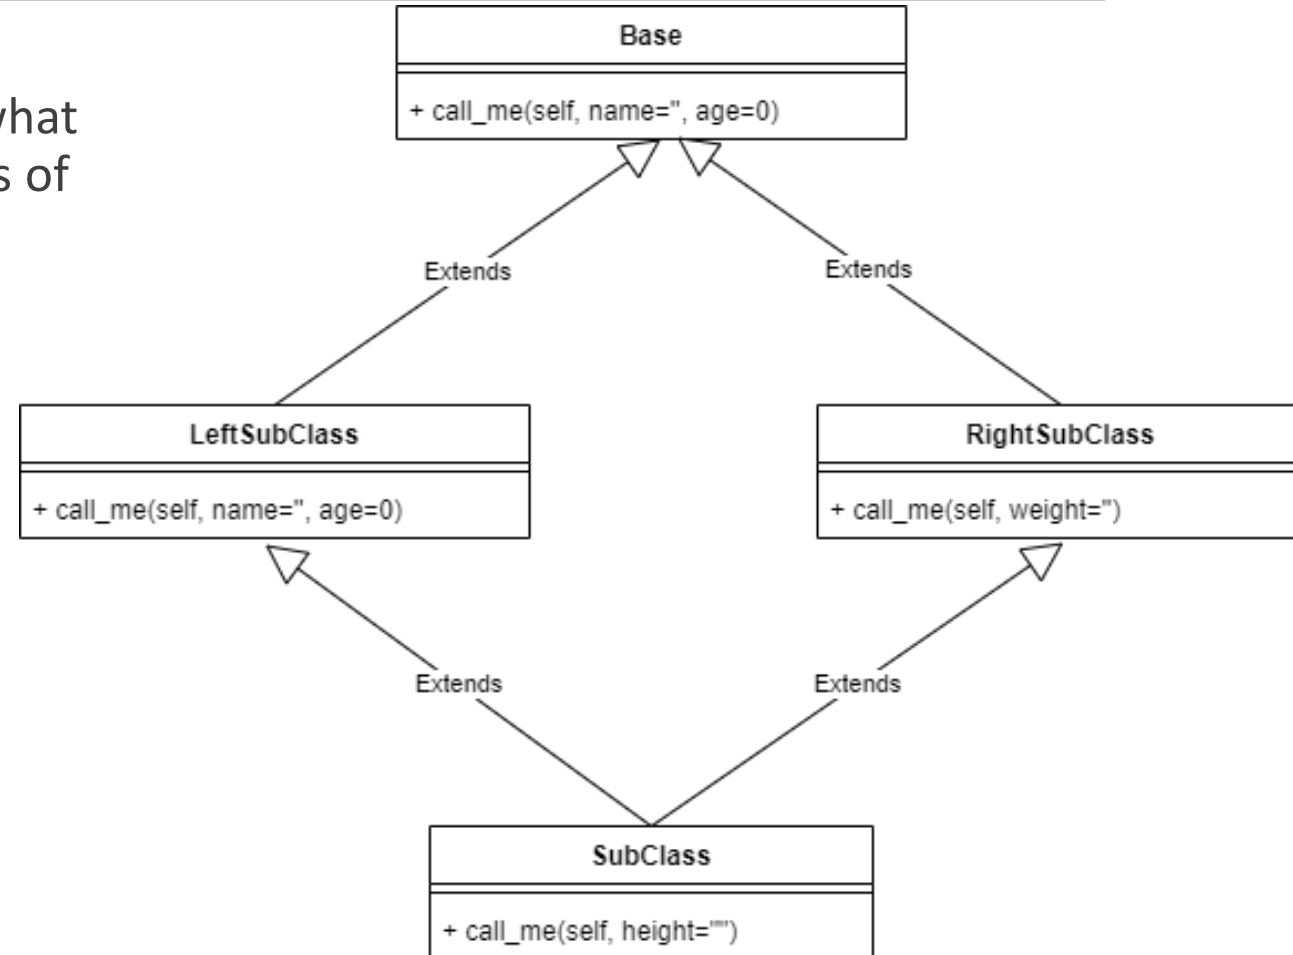 Base
+ call_me(self, name='', age=0)
what
s of
Extends
Extends
LeftSubClass
+ call_me(self, name='', age=0)
RightSubClass
+ call_me(self, weight='')
Extends
Extends
SubClass
+ call_me(self, height="")